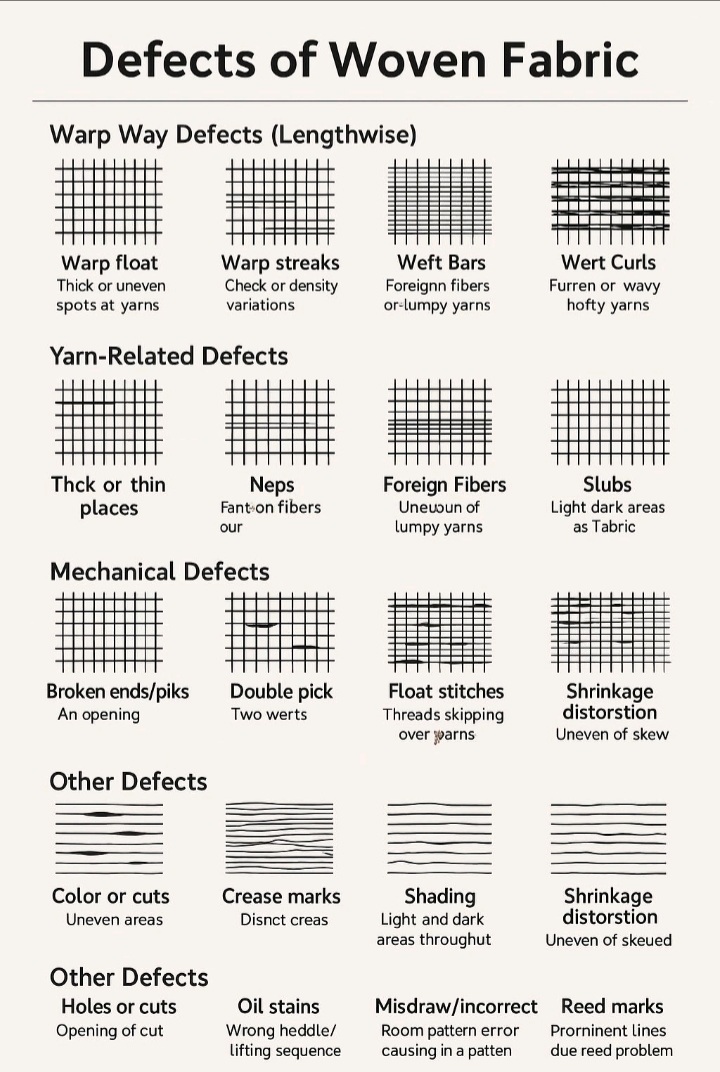 Defects of Woven Fabric
Warp Way Defects (Lengthwise)
Warp float
Thick or uneven
spots at yarns
Warp streaks
Check or density
variations
Weft Bars
Foreignn fibers
or-lumpy yarns
Wert Curls
Furren or wavy
hofty yarns
Yarn-Related Defects
Thck or thin
places
Neps
Fant-on fibers
our
Foreign Fibers
of
lumpy yarns
Slubs
Light dark areas
as Tabric
Mechanical Defects
Broken ends/piks
An opening
Double pick
Two werts
Float stitches
Threads skipping
over yarns
Shrinkage
distorstion
Uneven of skew
Other Defects
Color or cuts
Uneven areas
Crease marks
Disnct creas
Shading
Light and dark
areas throughut
Shrinkage
distorstion
Uneven of skeued
Other Defects
Holes or cuts
Opening of cut
Oil stains
Wrong heddle/
lifting sequence
Misdraw/incorrect
Room pattern error
causing in a patten
Reed marks
Prorninent lines
due reed problem